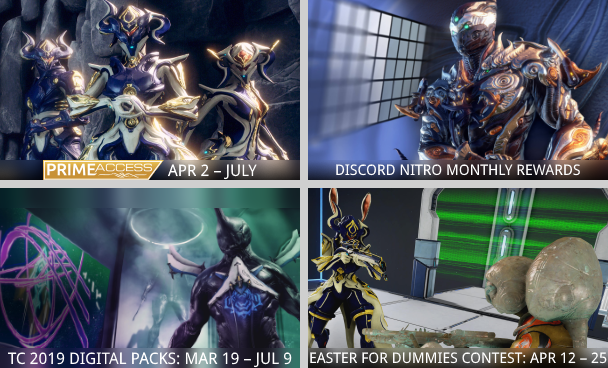 PRIME ACCESS APR 2 – JULY
DISCORD NITRO MONTHLY REWARDS
TC 2019 DIGITAL PACKS: MAR 19 – JUL 9
EASTER FOR DUMMIES CONTEST: APR 12 – 25